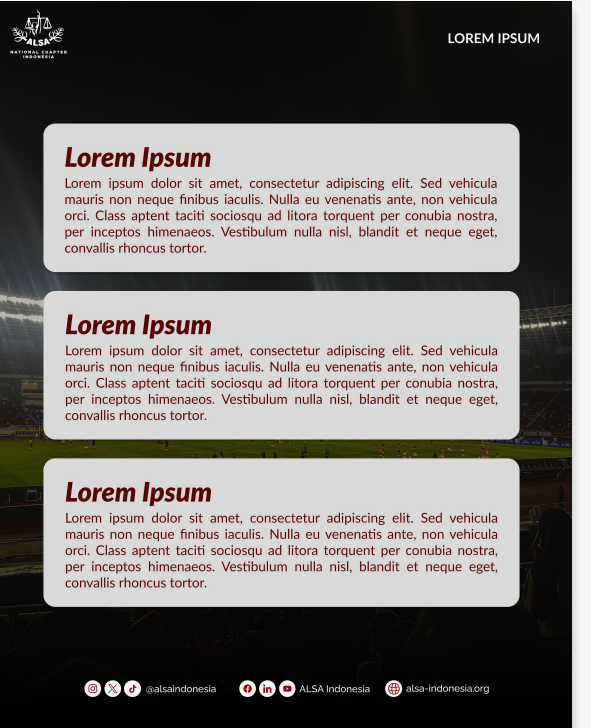 ALSA
NATIONAL CHAPTER
INDONESIA
LOREM IPSUM
Lorem Ipsum
Lorem ipsum dolor sit amet, consectetur adipiscing elit. Sed vehicula
mauris non neque finibus iaculis. Nulla eu venenatis ante, non vehicula
orci. Class aptent taciti sociosqu ad litora torquent per conubia nostra,
per inceptos himenaeos. Vestibulum nulla nisl, blandit et neque eget,
convallis rhoncus tortor.
Lorem Ipsum
Lorem ipsum dolor sit amet, consectetur adipiscing elit. Sed vehicula
mauris non neque finibus iaculis. Nulla eu venenatis ante, non vehicula
orci. Class aptent taciti sociosqu ad litora torquent per conubia nostra,
per inceptos himenaeos. Vestibulum nulla nisl, blandit et neque eget,
convallis rhoncus tortor.
Lorem Ipsum
Lorem ipsum dolor sit amet, consectetur adipiscing elit. Sed vehicula
mauris non neque finibus iaculis. Nulla eu venenatis ante, non vehicula
orci. Class aptent taciti sociosqu ad litora torquent per conubia nostra,
per inceptos himenaeos. Vestibulum nulla nisl, blandit et neque eget,
convallis rhoncus tortor.
@alsaindonesia ALSA Indonesia alsa-indonesia.org